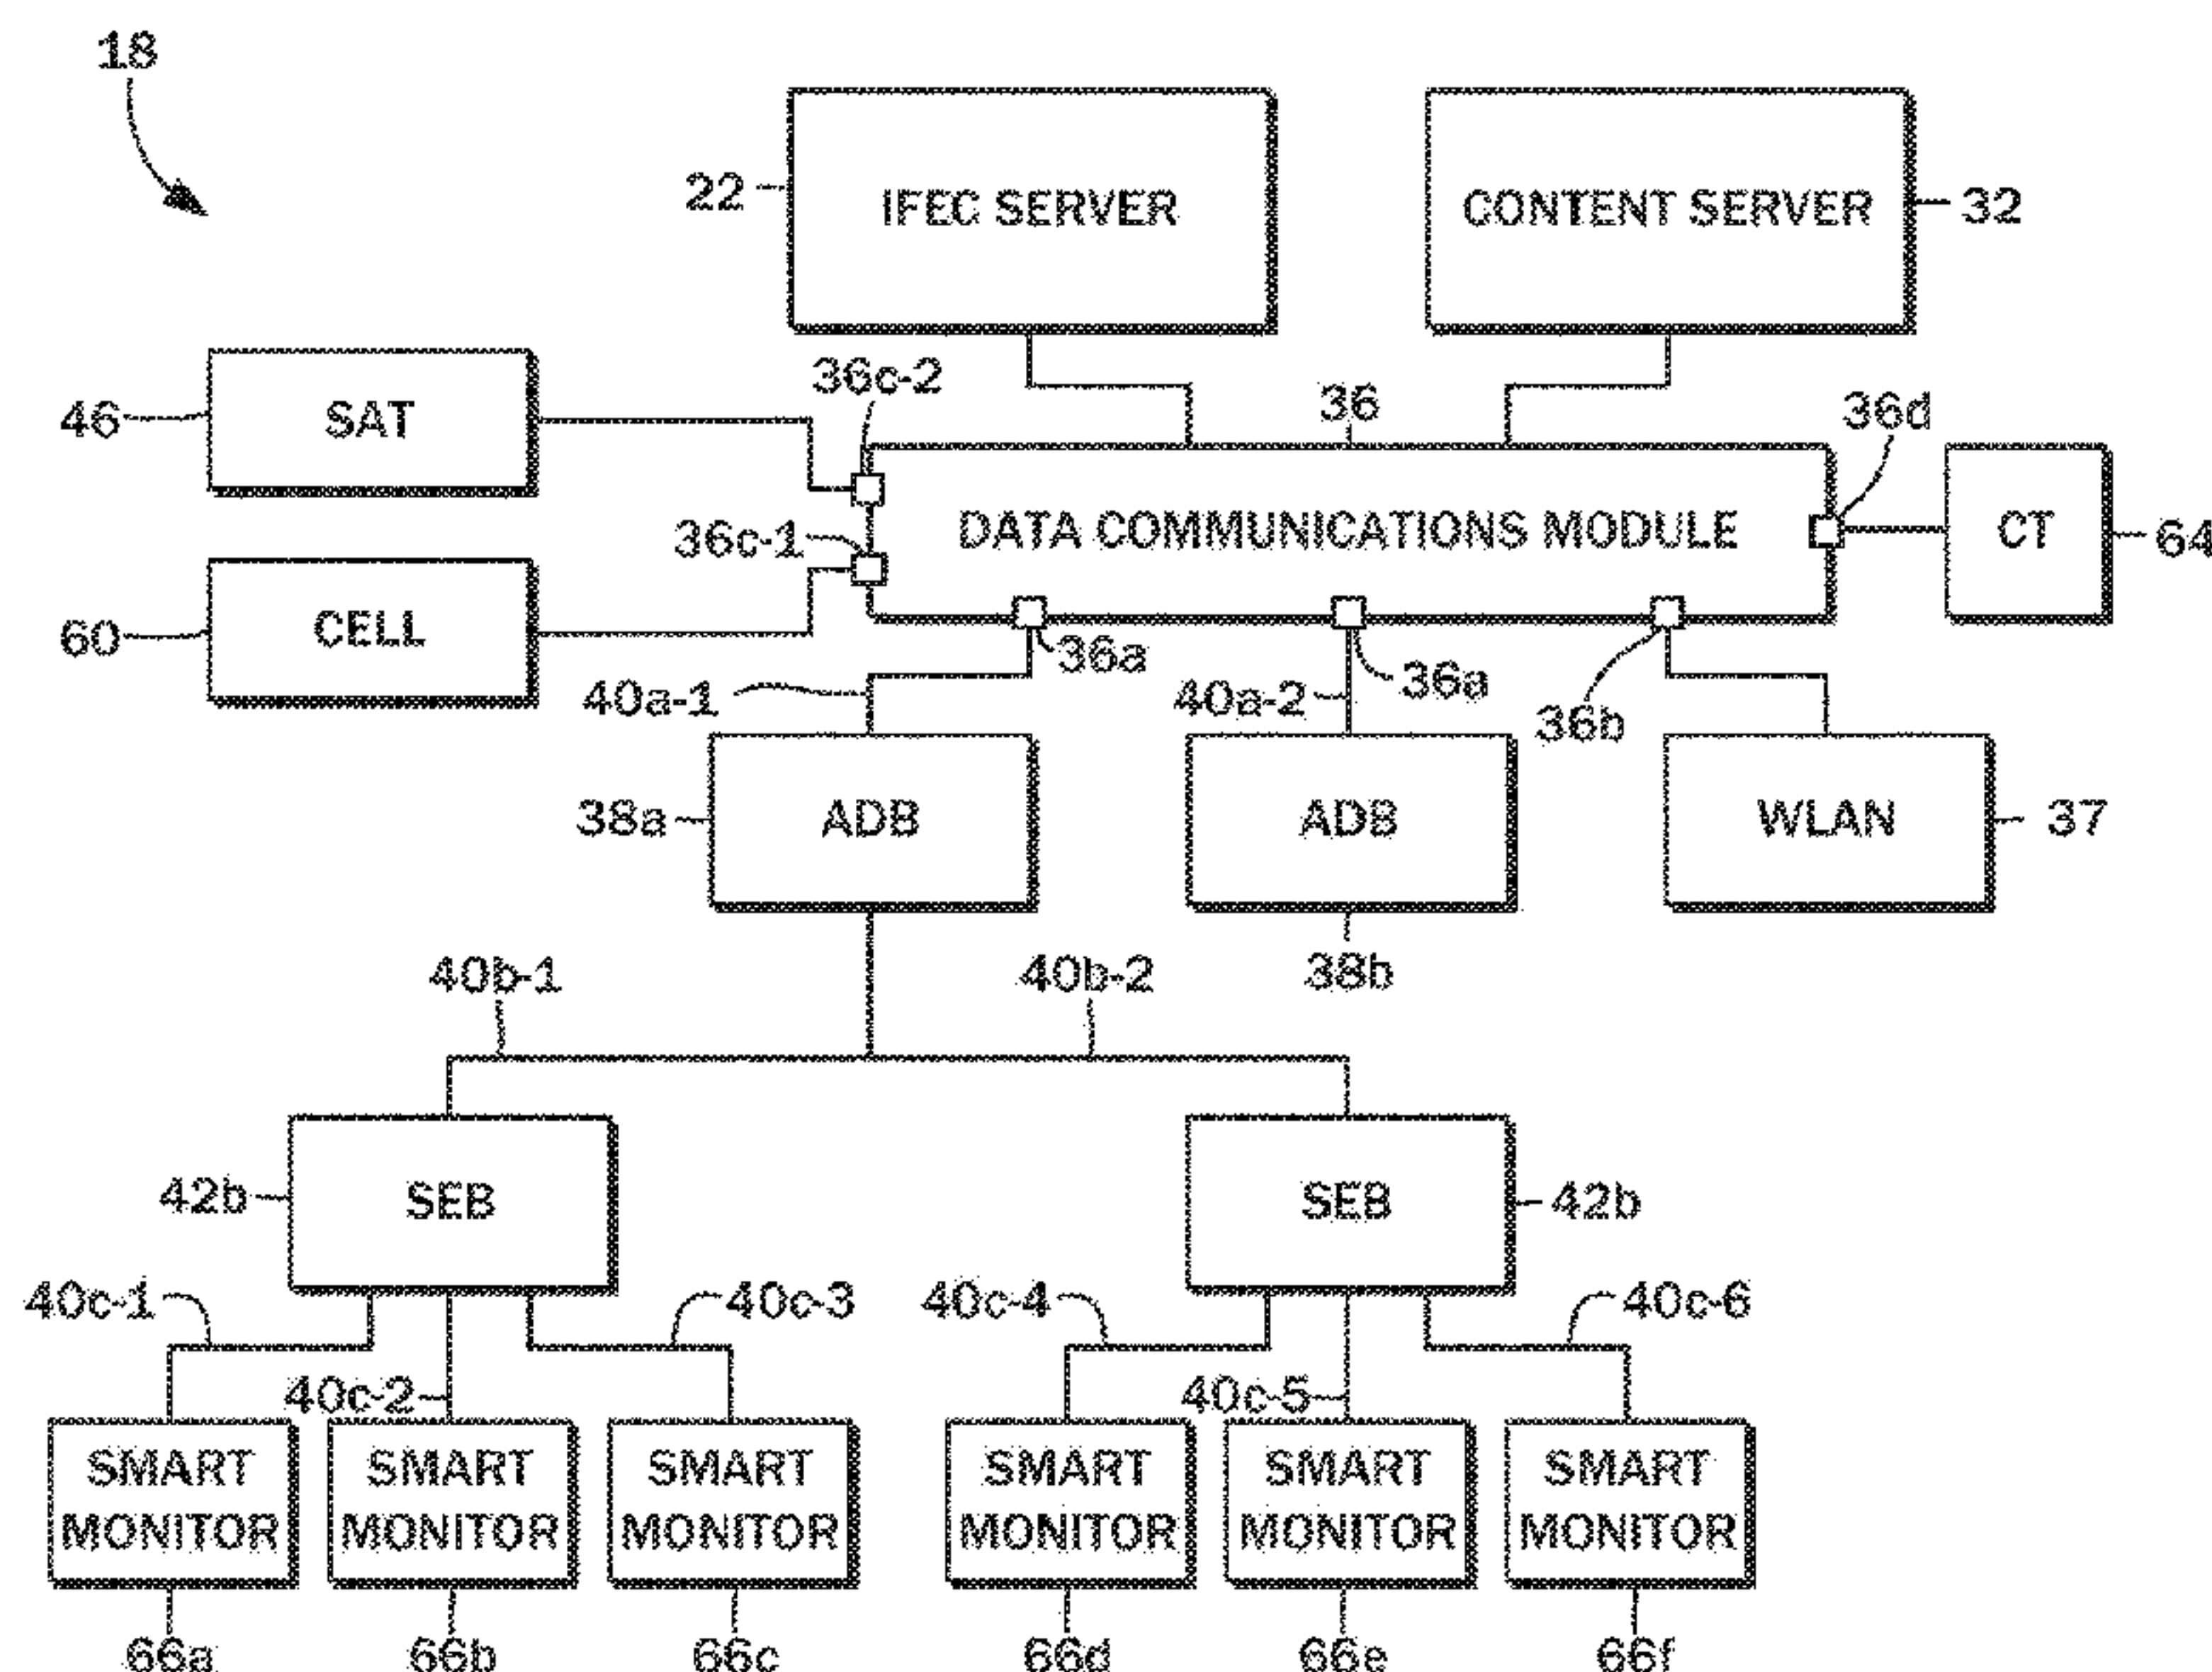 18
22
IFEC SERVER
CONTENT SERVER
32
36c-2
36
36d
46
SAT
36c-1
DATA COMMUNICATIONS MODULE
CT
64
60
CELL
36a
40a-1
40a-2
36a
36b
38a
ADB
ADB
WLAN
37
38b
40b-1
40b-2
42b
SEB
SEB
42b
40c-1
40c-3
40c-4
40c-6
40c-2
40c-5
SMART
MONITOR
SMART
MONITOR
SMART
MONITOR
SMART
MONITOR
SMART
MONITOR
SMART
MONITOR
66a
66b
66c
66d
66e
66f